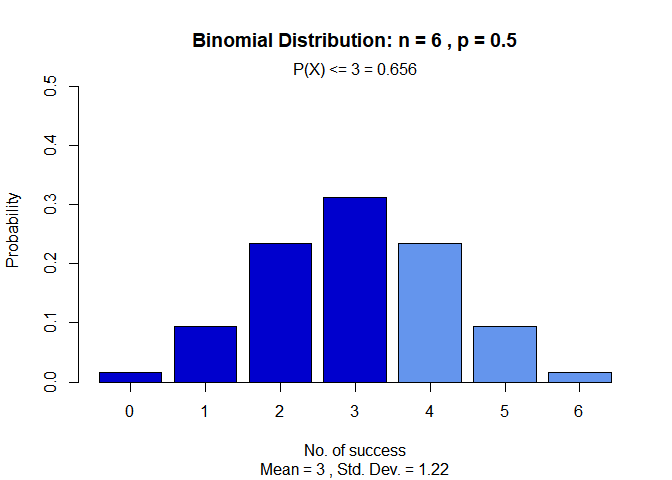 Binomial Distribution: n = 6 , p = 0.5
P(X) <= 3 = 0.656
Probability
0.5
0.4
0.3
0.2
0.1
0.0
0 1 2 3 4 5 6
No. of success
Mean = 3 , Std. Dev. = 1.22